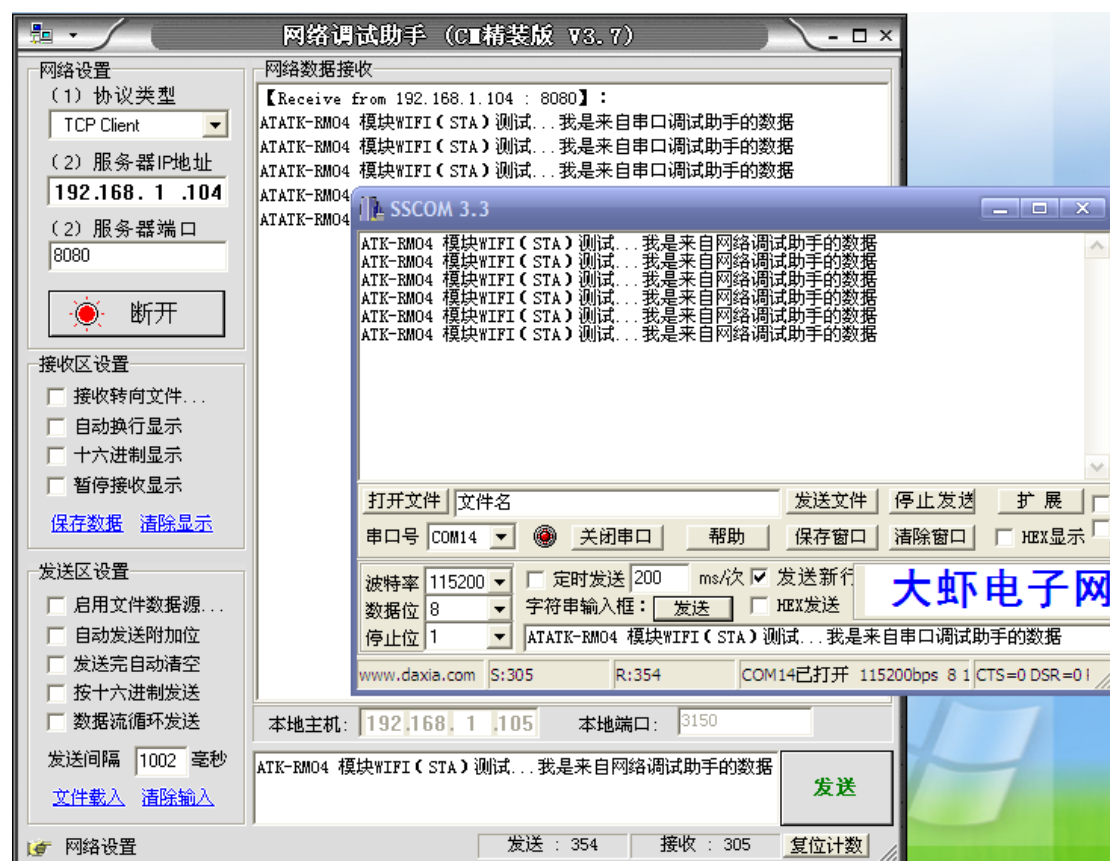 网络调试助手 (CⅢ精装版 V3.7)
网络设置
(1) 协议类型
TCP Client
(2) 服务器IP地址
192.168. 1 .104
(2) 服务器端口
8080
断开
接收区设置
接收转向文件...
自动换行显示
十六进制显示
暂停接收显示
保存数据 清除显示
发送区设置
启用文件数据源...
自动发送附加位
发送完自动清空
按十六进制发送
数据流循环发送
发送间隔 1002 毫秒
文件载入 清除输入
网络数据接收
【Receive from 192.168.1.104 : 8080】:
ATATK-RM04 模块WIFI(STA)测试...我是来自串口调试助手的数据
ATATK-RM04 模块WIFI(STA)测试...我是来自串口调试助手的数据
ATATK-RM04 模块WIFI(STA)测试...我是来自串口调试助手的数据
ATATK-RM04
ATATK-RM04
SSCOM 3.3
ATK-RM04 模块WIFI(STA)测试...我是来自网络调试助手的数据
ATK-RM04 模块WIFI(STA)测试...我是来自网络调试助手的数据
ATK-RM04 模块WIFI(STA)测试...我是来自网络调试助手的数据
ATK-RM04 模块WIFI(STA)测试...我是来自网络调试助手的数据
ATK-RM04 模块WIFI(STA)测试...我是来自网络调试助手的数据
ATK-RM04 模块WIFI(STA)测试...我是来自网络调试助手的数据
打开文件 文件名 发送文件 停止发送 扩 展
串口号 COM14 关闭串口 帮助 保存窗口 清除窗口 HEX显示
波特率 115200 定时发送 200 ms/次 发送新行 大虾电子网
数据位 8 字符串输入框: 发送 HEX发送
停止位 1 ATATK-RM04 模块WIFI(STA)测试...我是来自串口调试助手的数据
www.daxia.com S:305 R:354 COM14已打开 115200bps 8 1 CTS=0 DSR=0
本地主机: 192.168. 1 .105 本地端口: 3150
ATK-RM04 模块WIFI(STA)测试...我是来自网络调试助手的数据
发送
网络设置 发送 : 354 接收 : 305 复位计数